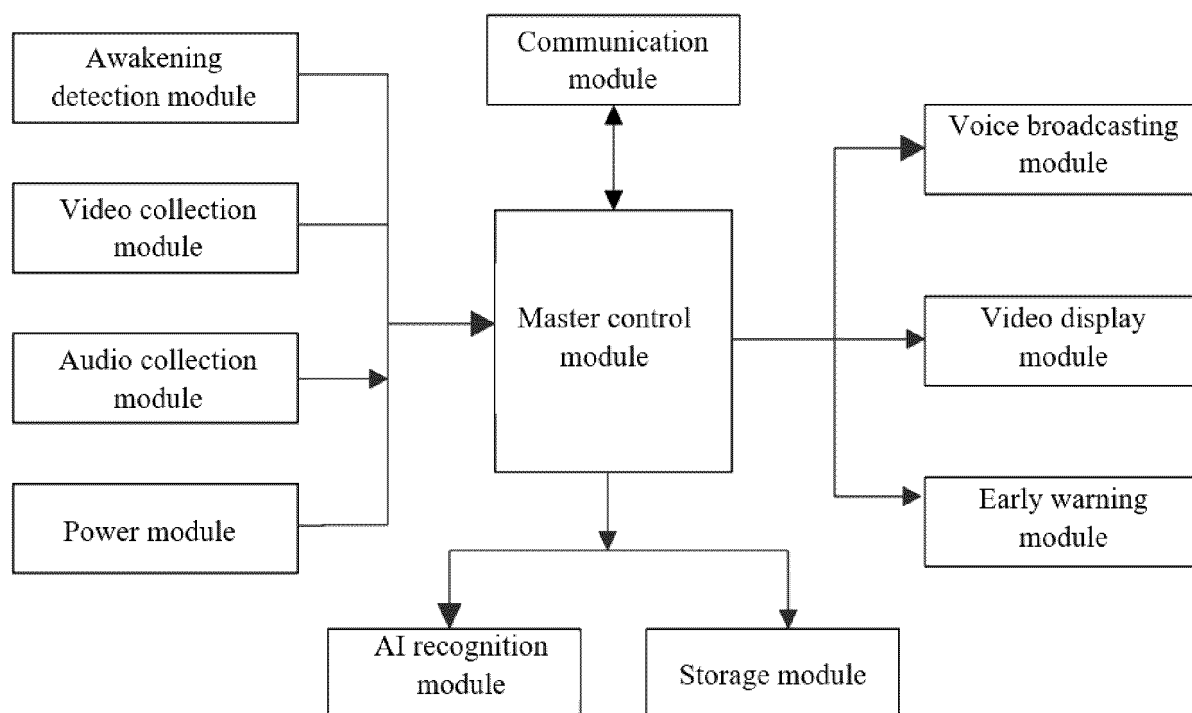 Awakening
detection module
Communication
module
Voice broadcasting
module
Video collection
module
Master control
module
Video display
module
Audio collection
module
Power module
Early warning
module
AI recognition
module
Storage module